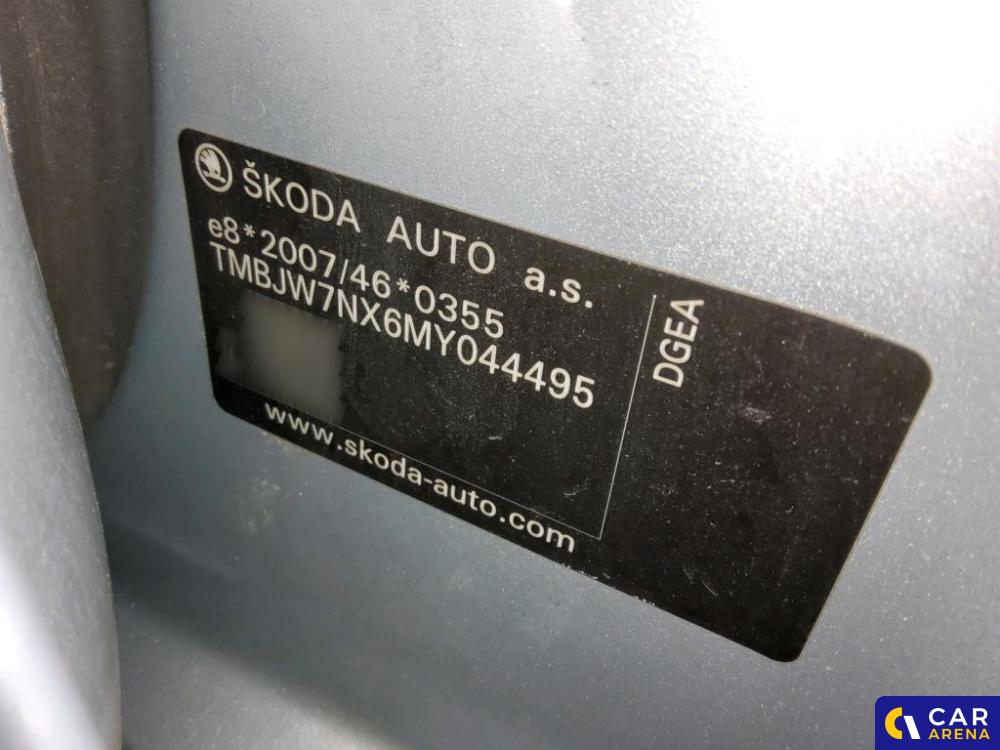 ŠKODA AUTO a.s.
e8*2007/46*0355
TMBJW7NX6MY044495
www.skoda-auto.com
DGEA
CAR
ARENA